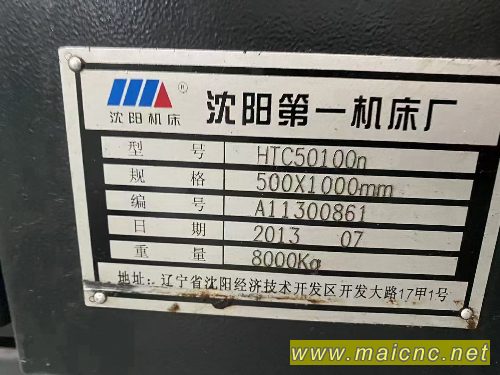 沈阳机床 ® 沈阳第一机床厂
型 号 HTC50100n
规 格 500X1000mm
编 号 A11300861
日 期 2013 07
重 量 8000Kg
地址:辽宁省沈阳经济技术开发区开发大路17甲1号
www.maicnc.net